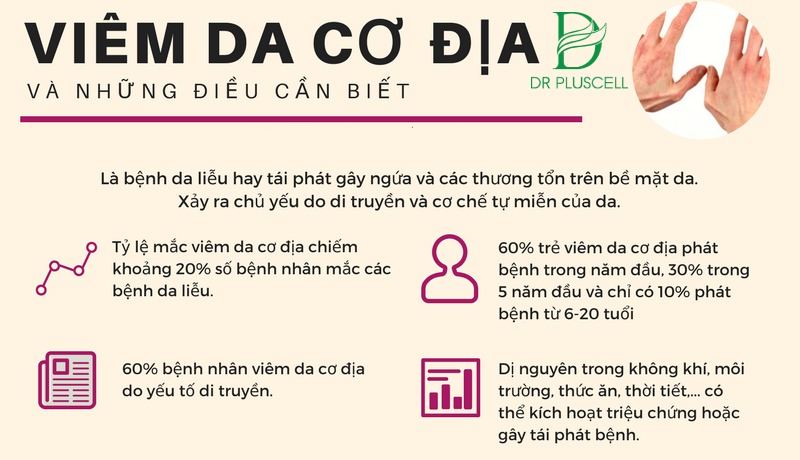 VIÊM DA CƠ ĐỊA
DR PLUSCELL
VÀ NHỮNG ĐIỀU CẦN BIẾT
Là bệnh da liễu hay tái phát gây ngứa và các thương tổn trên bề mặt da.
Xảy ra chủ yếu do di truyền và cơ chế tự miễn của da.
Tỷ lệ mắc viêm da cơ địa chiếm
khoảng 20% số bệnh nhân mắc các
bệnh da liễu.
60% trẻ viêm da cơ địa phát
bệnh trong năm đầu, 30% trong
5 năm đầu và chỉ có 10% phát
bệnh từ 6-20 tuổi
60% bệnh nhân viêm da cơ địa
do yếu tố di truyền.
Dị nguyên trong không khí, môi
trường, thức ăn, thời tiết,... có
thể kích hoạt triệu chứng hoặc
gây tái phát bệnh.